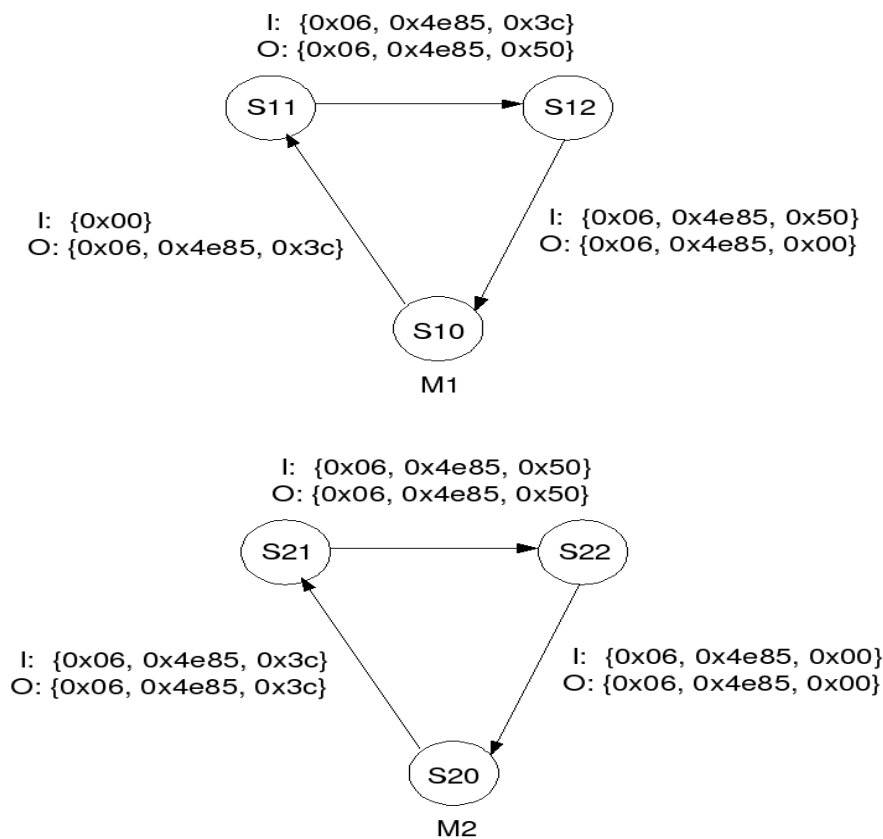 I: {0x06, 0x4e85, 0x3c}
O: {0x06, 0x4e85, 0x50}
S11
S12
I: {0x00}
O: {0x06, 0x4e85, 0x3c}
I: {0x06, 0x4e85, 0x50}
O: {0x06, 0x4e85, 0x00}
S10
M1
I: {0x06, 0x4e85, 0x50}
O: {0x06, 0x4e85, 0x50}
S21
S22
I: {0x06, 0x4e85, 0x3c}
O: {0x06, 0x4e85, 0x3c}
I: {0x06, 0x4e85, 0x00}
O: {0x06, 0x4e85, 0x00}
S20
M2